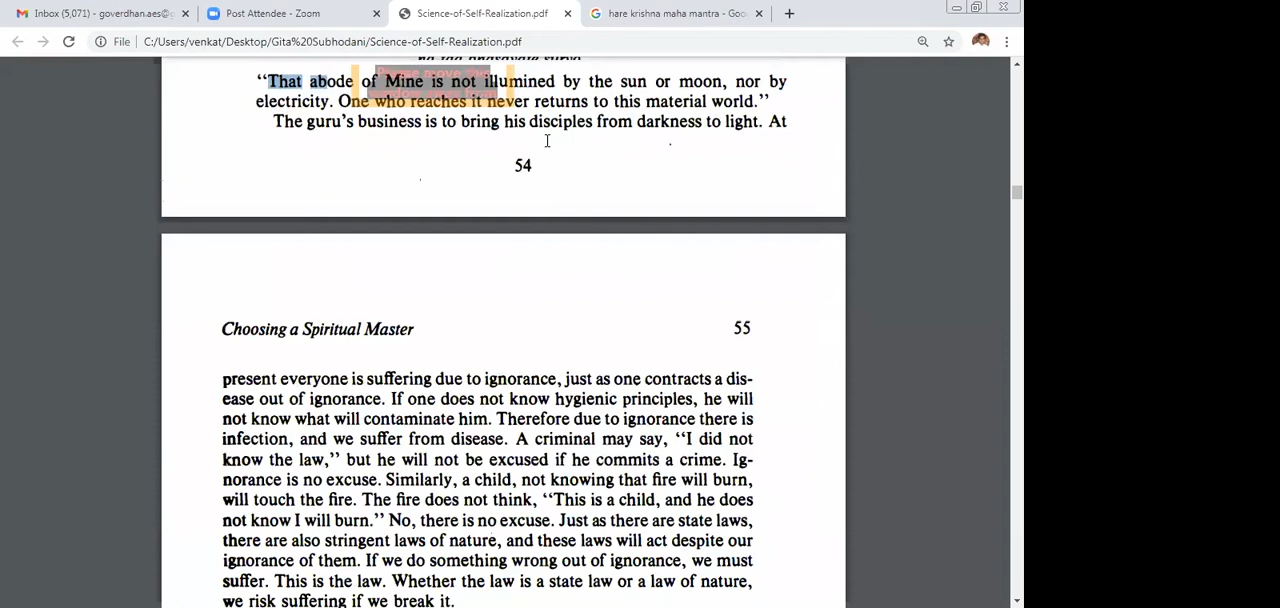 Inbox (5,071) - goverdhan.aes@g
Post Attendee - Zoom
Science-of-Self-Realization.pdf
hare krishna maha mantra - Goo
File
C:/Users/venkat/Desktop/Gita%20Subhodani/Science-of-Self-Realization.pdf
“That abode of Mine is not illumined by the sun or moon, nor by
electricity. One who reaches it never returns to this material world.”
The guru’s business is to bring his disciples from darkness to light. At
54
Choosing a Spiritual Master
55
present everyone is suffering due to ignorance, just as one contracts a dis-
ease out of ignorance. If one does not know hygienic principles, he will
not know what will contaminate him. Therefore due to ignorance there is
infection, and we suffer from disease. A criminal may say, “I did not
know the law,” but he will not be excused if he commits a crime. Ig-
norance is no excuse. Similarly, a child, not knowing that fire will burn,
will touch the fire. The fire does not think, “This is a child, and he does
not know I will burn.” No, there is no excuse. Just as there are state laws,
there are also stringent laws of nature, and these laws will act despite our
ignorance of them. If we do something wrong out of ignorance, we must
suffer. This is the law. Whether the law is a state law or a law of nature,
we risk suffering if we break it.